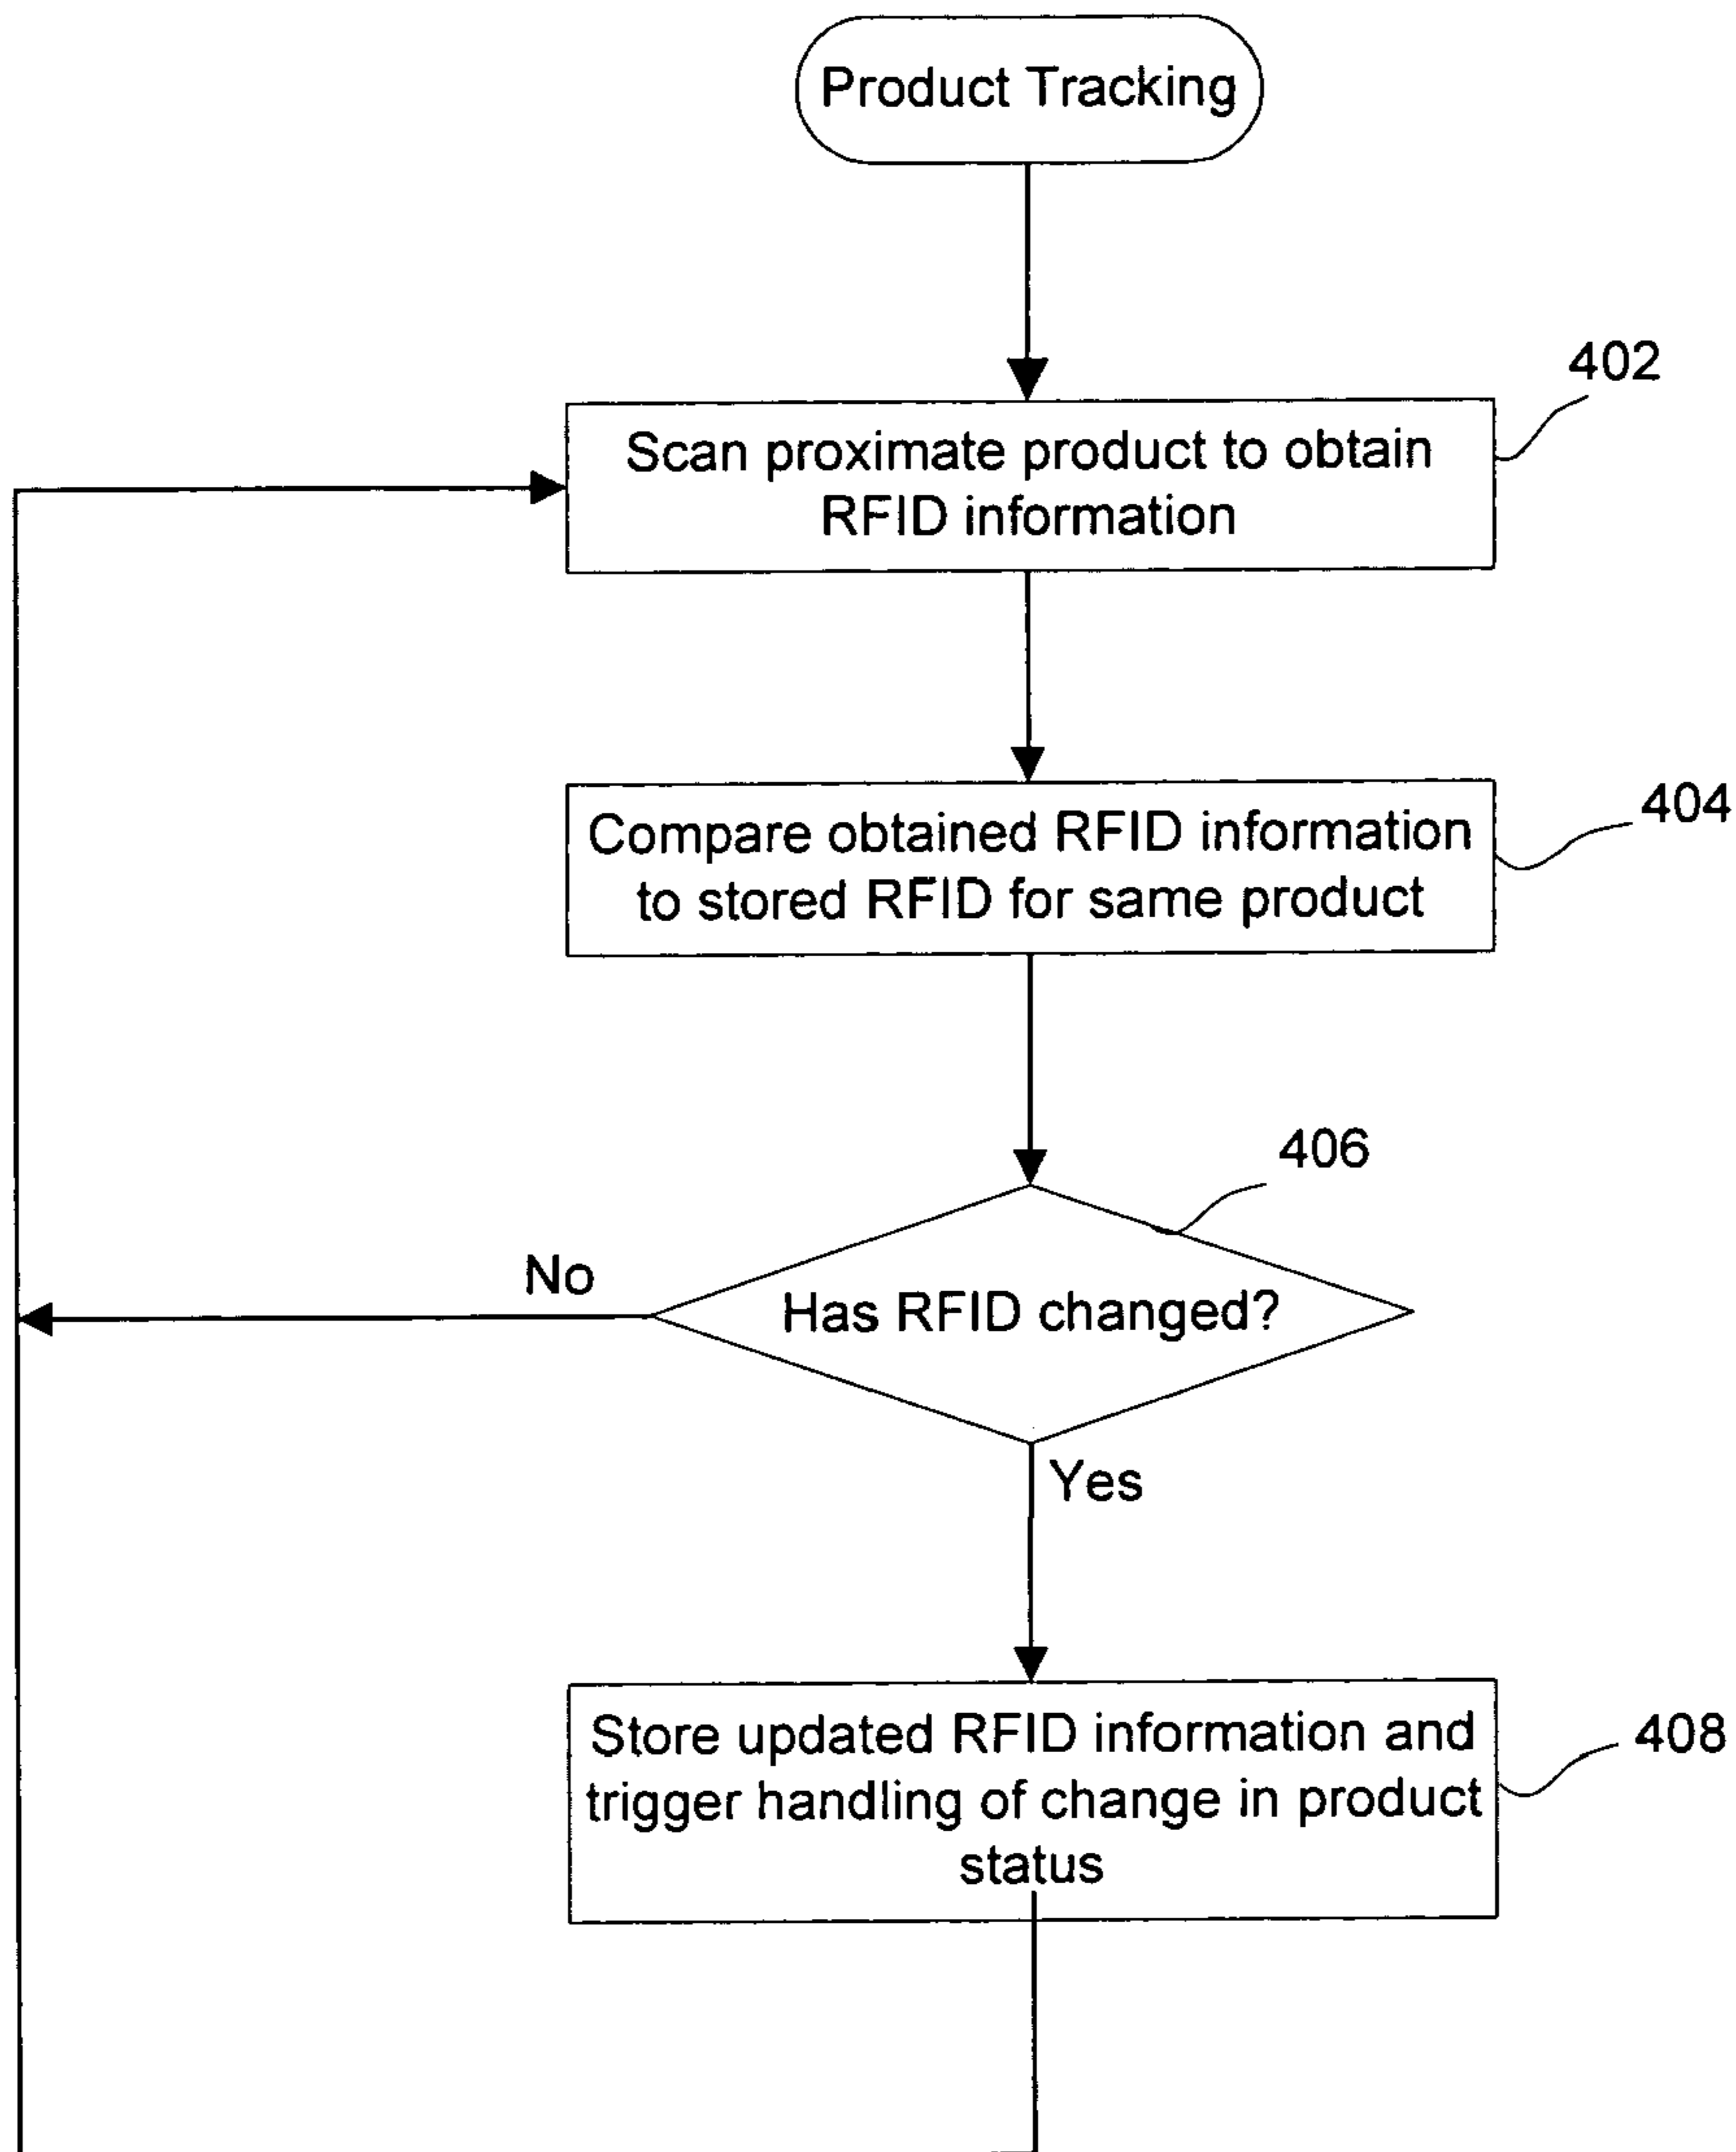 Product Tracking
402
Scan proximate product to obtain
RFID information
404
Compare obtained RFID information
to stored RFID for same product
406
No
Has RFID changed?
Yes
408
Store updated RFID information and
trigger handling of change in product
status